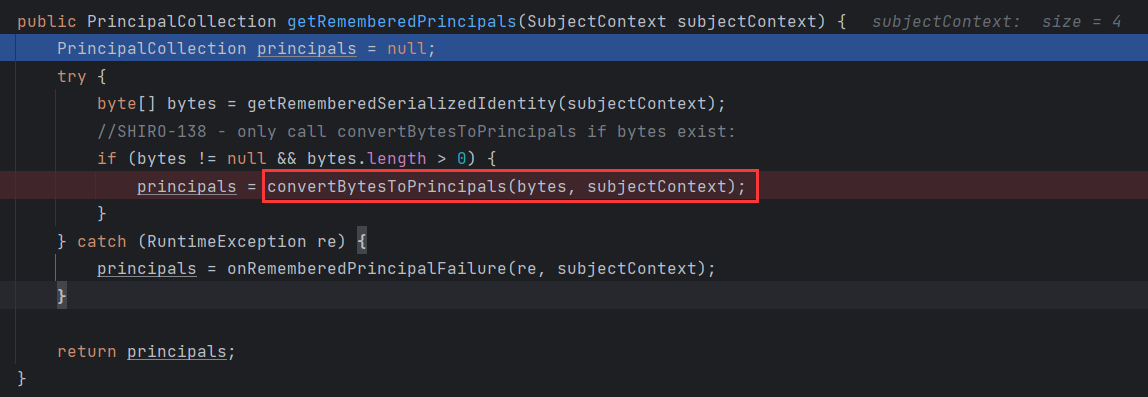 public PrincipalCollection getRememberedPrincipals(SubjectContext subjectContext) {   subjectContext:  size = 4
    PrincipalCollection principals = null;
    try {
        byte[] bytes = getRememberedSerializedIdentity(subjectContext);
        //SHIRO-138 - only call convertBytesToPrincipals if bytes exist:
        if (bytes != null && bytes.length > 0) {
            principals = convertBytesToPrincipals(bytes, subjectContext);
        }
    } catch (RuntimeException re) {
        principals = onRememberedPrincipalFailure(re, subjectContext);
    }
    return principals;
}